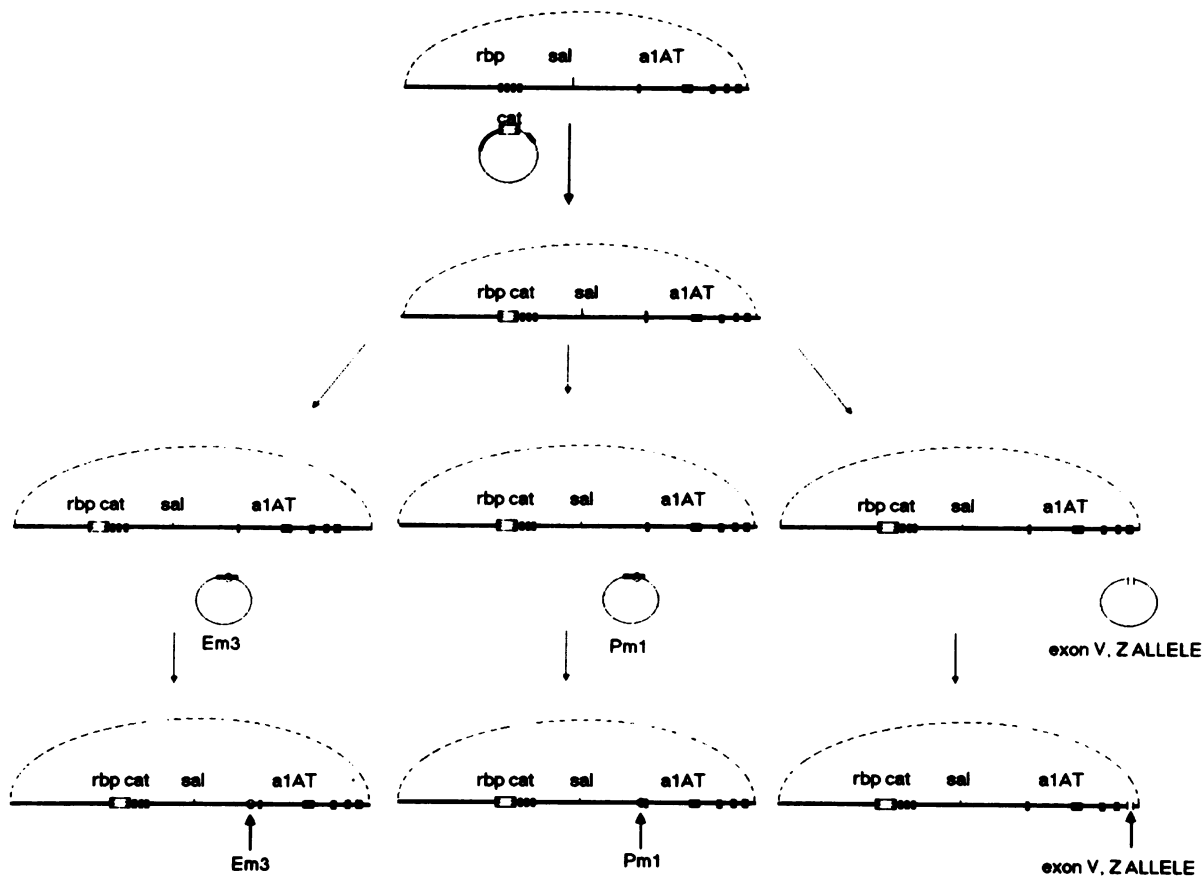 rbp sal a1AT
cat
rbp cat sal a1AT
rbp cat sal a1AT
rbp cat sal a1AT
rbp cat sal a1AT
Em3
Pm1
exon V, Z ALLELE
rbp cat sal a1AT
rbp cat sal a1AT
rbp cat sal a1AT
Em3
Pm1
exon V, Z ALLELE